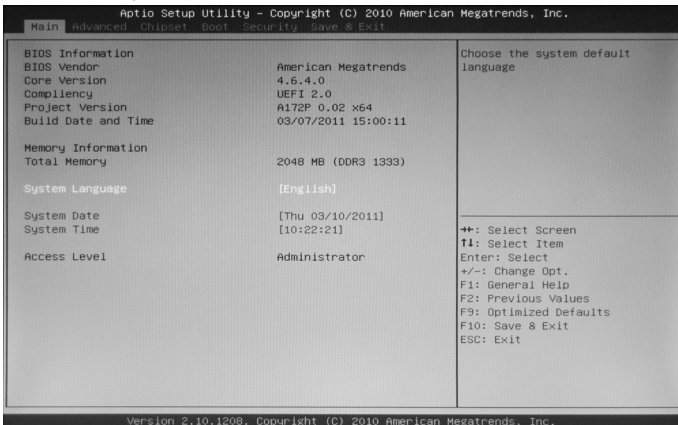 Aptio Setup Utility – Copyright (C) 2010 American Megatrends, Inc.
Main Advanced Chipset Boot Security Save & Exit
BIOS Information
BIOS Vendor American Megatrends
Core Version 4.6.4.0
Compliency UEFI 2.0
Project Version A172P 0.02 x64
Build Date and Time 03/07/2011 15:00:11
Memory Information
Total Memory 2048 MB (DDR3 1333)
System Language [English]
System Date [Thu 03/10/2011]
System Time [10:22:21]
Access Level Administrator
Choose the system default
language
→←: Select Screen
↑↓: Select Item
Enter: Select
+/-: Change Opt.
F1: General Help
F2: Previous Values
F9: Optimized Defaults
F10: Save & Exit
ESC: Exit
Version 2.10.1208. Copyright (C) 2010 American Megatrends, Inc.